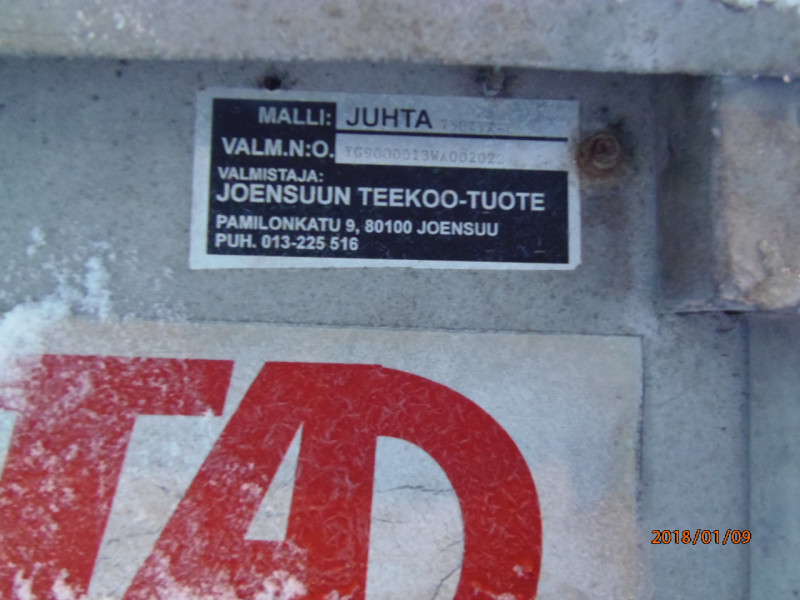 MALLI: JUHTA
VALM.N:O.
VALMISTAJA:
JOENSUUN TEEKOO-TUOTE
PAMILONKATU 9, 80100 JOENSUU
PUH. 013-225 516
2018/01/09